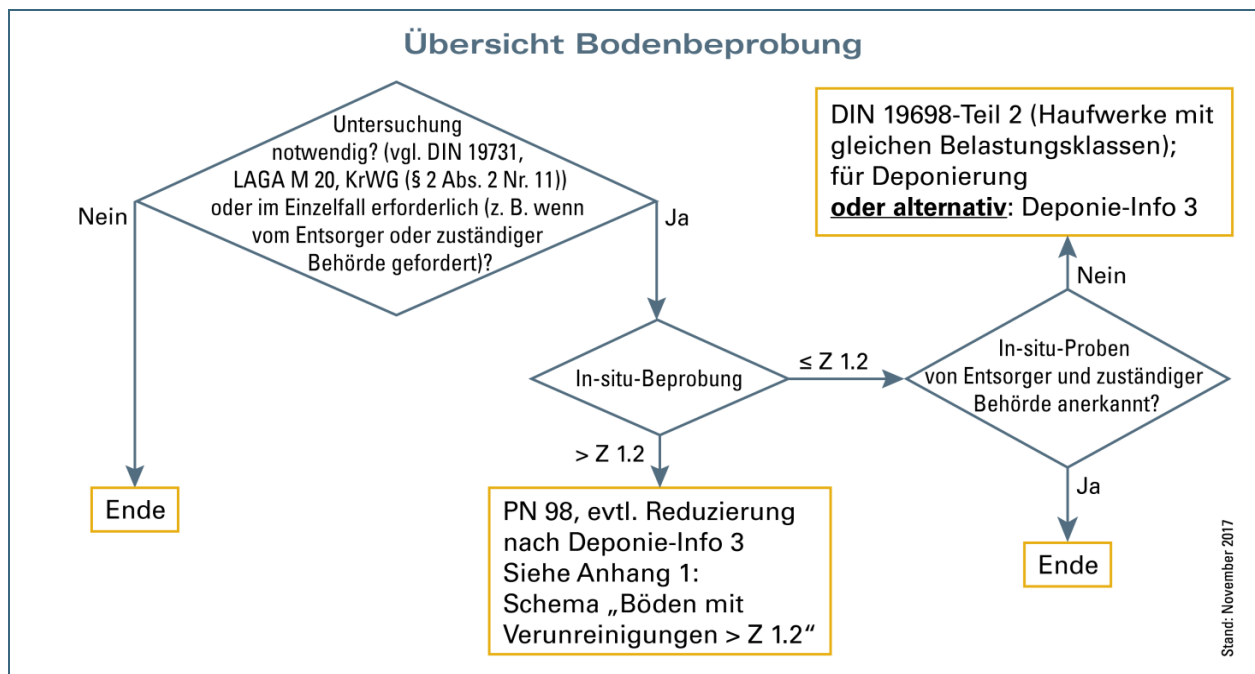 Übersicht Bodenbeprobung
Untersuchung
notwendig? (vgl. DIN 19731,
LAGA M 20, KrWG (§ 2 Abs. 2 Nr. 11))
oder im Einzelfall erforderlich (z. B. wenn
vom Entsorger oder zuständiger
Behörde gefordert)?
Nein
Ja
Ende
In-situ-Beprobung
≤ Z 1.2
> Z 1.2
PN 98, evtl. Reduzierung
nach Deponie-Info 3
Siehe Anhang 1:
Schema „Böden mit
Verunreinigungen > Z 1.2“
In-situ-Proben
von Entsorger und zuständiger
Behörde anerkannt?
Nein
DIN 19698-Teil 2 (Haufwerke mit
gleichen Belastungsklassen);
für Deponierung
oder alternativ: Deponie-Info 3
Ja
Ende
Stand: November 2017